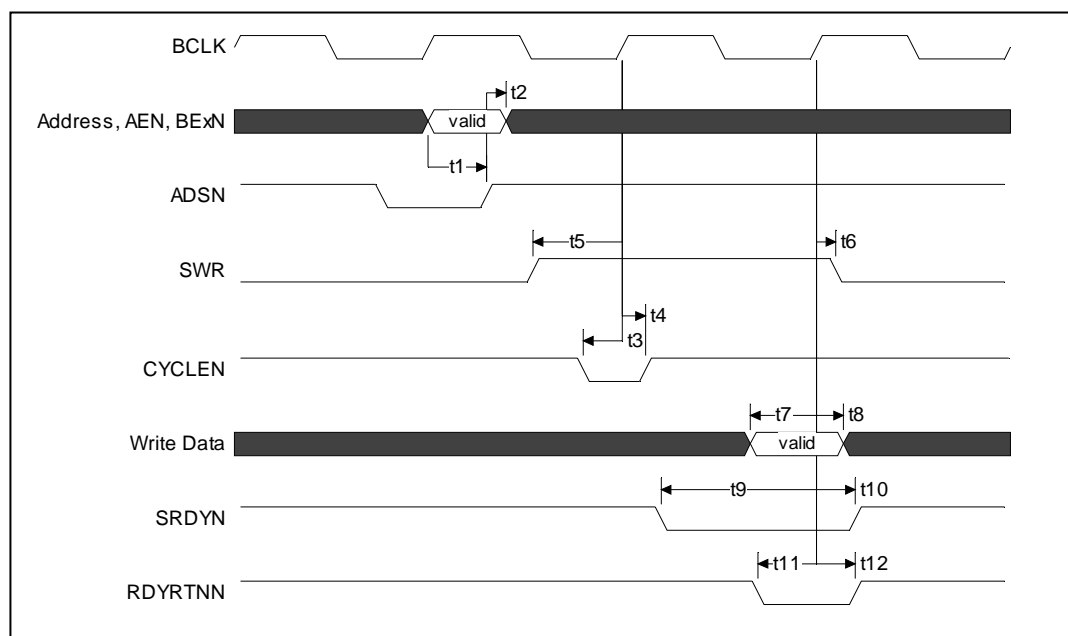 BCLK
t2
Address, AEN, BExN
valid
t1
ADSN
t5
t6
SWR
t4
t3
CYCLEN
t7
t8
Write Data
valid
t9
t10
SRDYN
t11
t12
RDYRTNN